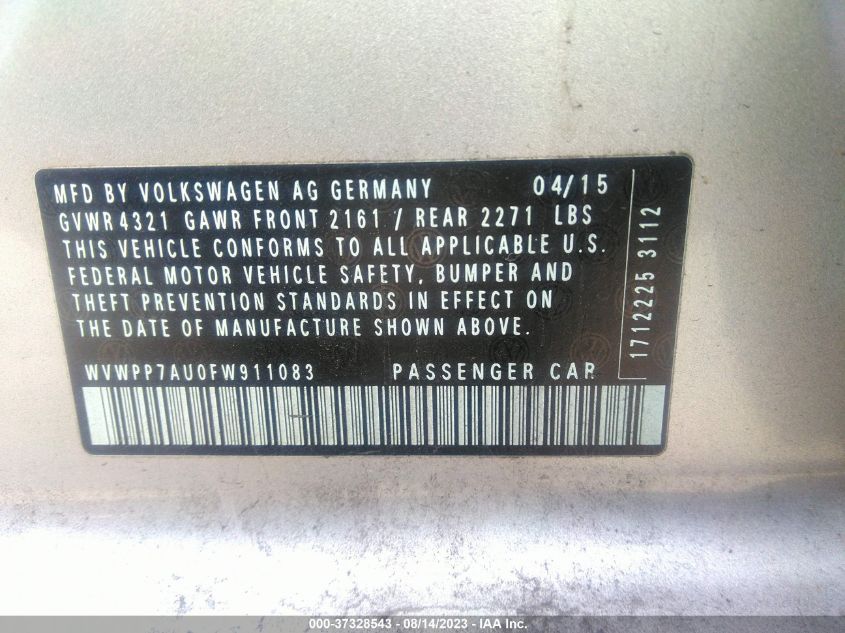 MFD BY VOLKSWAGEN AG GERMANY 04/15
GVWR 4321 GAWR FRONT 2161 / REAR 2271 LBS
THIS VEHICLE CONFORMS TO ALL APPLICABLE U.S.
FEDERAL MOTOR VEHICLE SAFETY, BUMPER AND
THEFT PREVENTION STANDARDS IN EFFECT ON
THE DATE OF MANUFACTURE SHOWN ABOVE.
WVWPP7AU0FW911083 PASSENGER CAR
1712225 3112
000-37328543 - 08/14/2023 - IAA Inc.